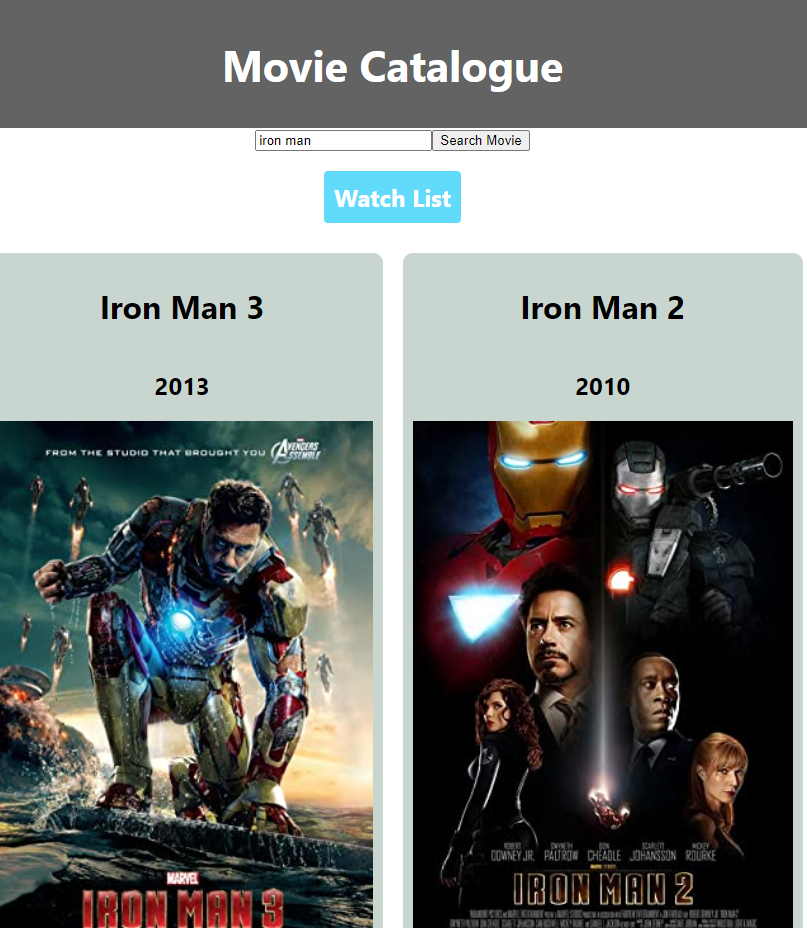 Movie Catalogue
iron man
Search Movie
Watch List
Iron Man 3
2013
FROM THE STUDIO THAT BROUGHT YOU AVENGERS ASSEMBLE
MARVEL
IRON MAN 3
Iron Man 2
2010
ROBERT DOWNEY JR. GWYNETH PALTROW DON CHEADLE SCARLETT JOHANSSON MICKEY ROURKE
MARVEL STUDIOS
IRON MAN 2